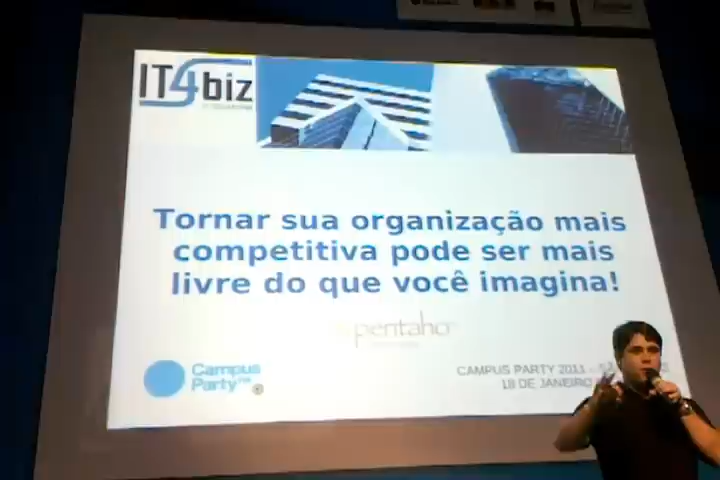 IT4biz
Tornar sua organização mais
competitiva pode ser mais
livre do que você imagina!
pentaho
Campus
Party™
CAMPUS PARTY 2011 -
18 DE JANEIRO